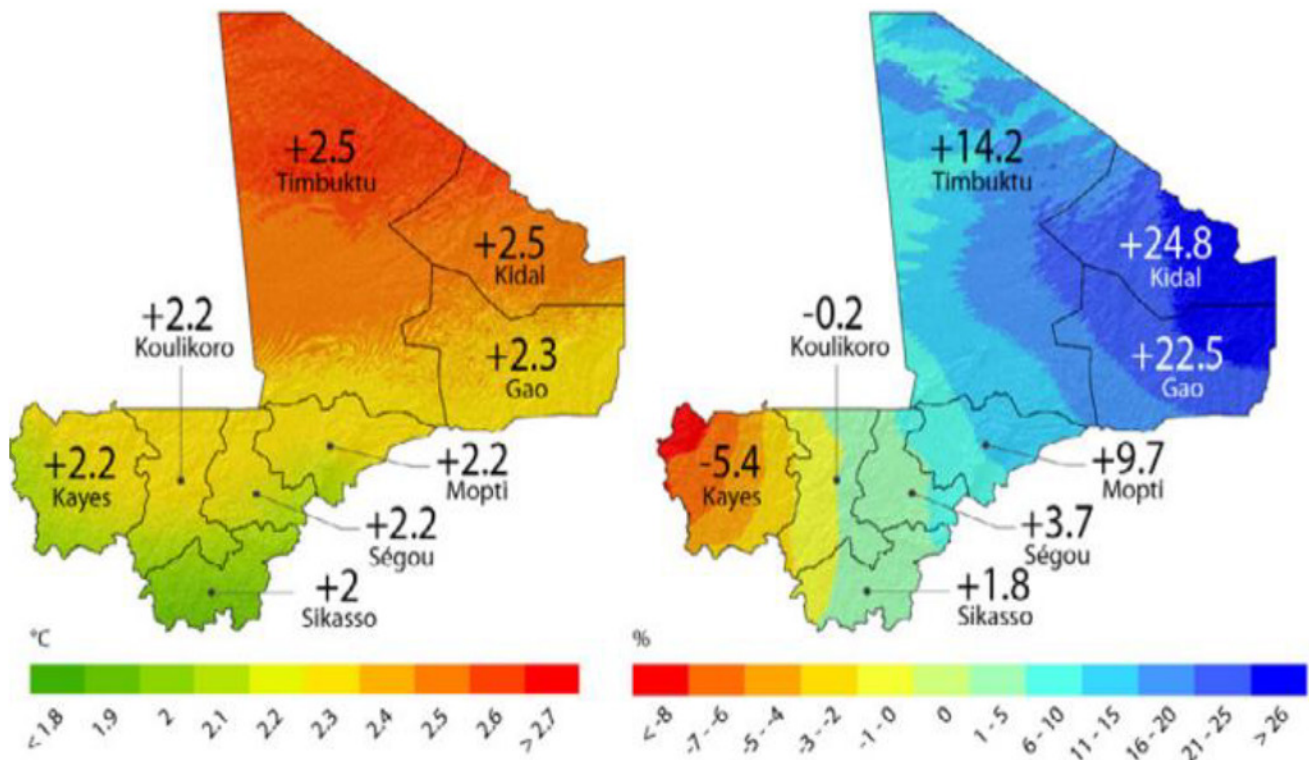 +2.5
Timbuktu
+2.5
Kidal
+2.2
Koulikoro
+2.3
Gao
+2.2
Kayes
+2.2
Mopti
+2.2
Ségou
+2
Sikasso
°C
< 1.8
1.9
2
2.1
2.2
2.3
2.4
2.5
2.6
> 2.7
+14.2
Timbuktu
+24.8
Kidal
-0.2
Koulikoro
+22.5
Gao
-5.4
Kayes
+9.7
Mopti
+3.7
Ségou
+1.8
Sikasso
%
< -8
-7 - -6
-5 - -4
-3 - -2
-1 - 0
0
1 - 5
6 - 10
11 - 15
16 - 20
21 - 25
> 26